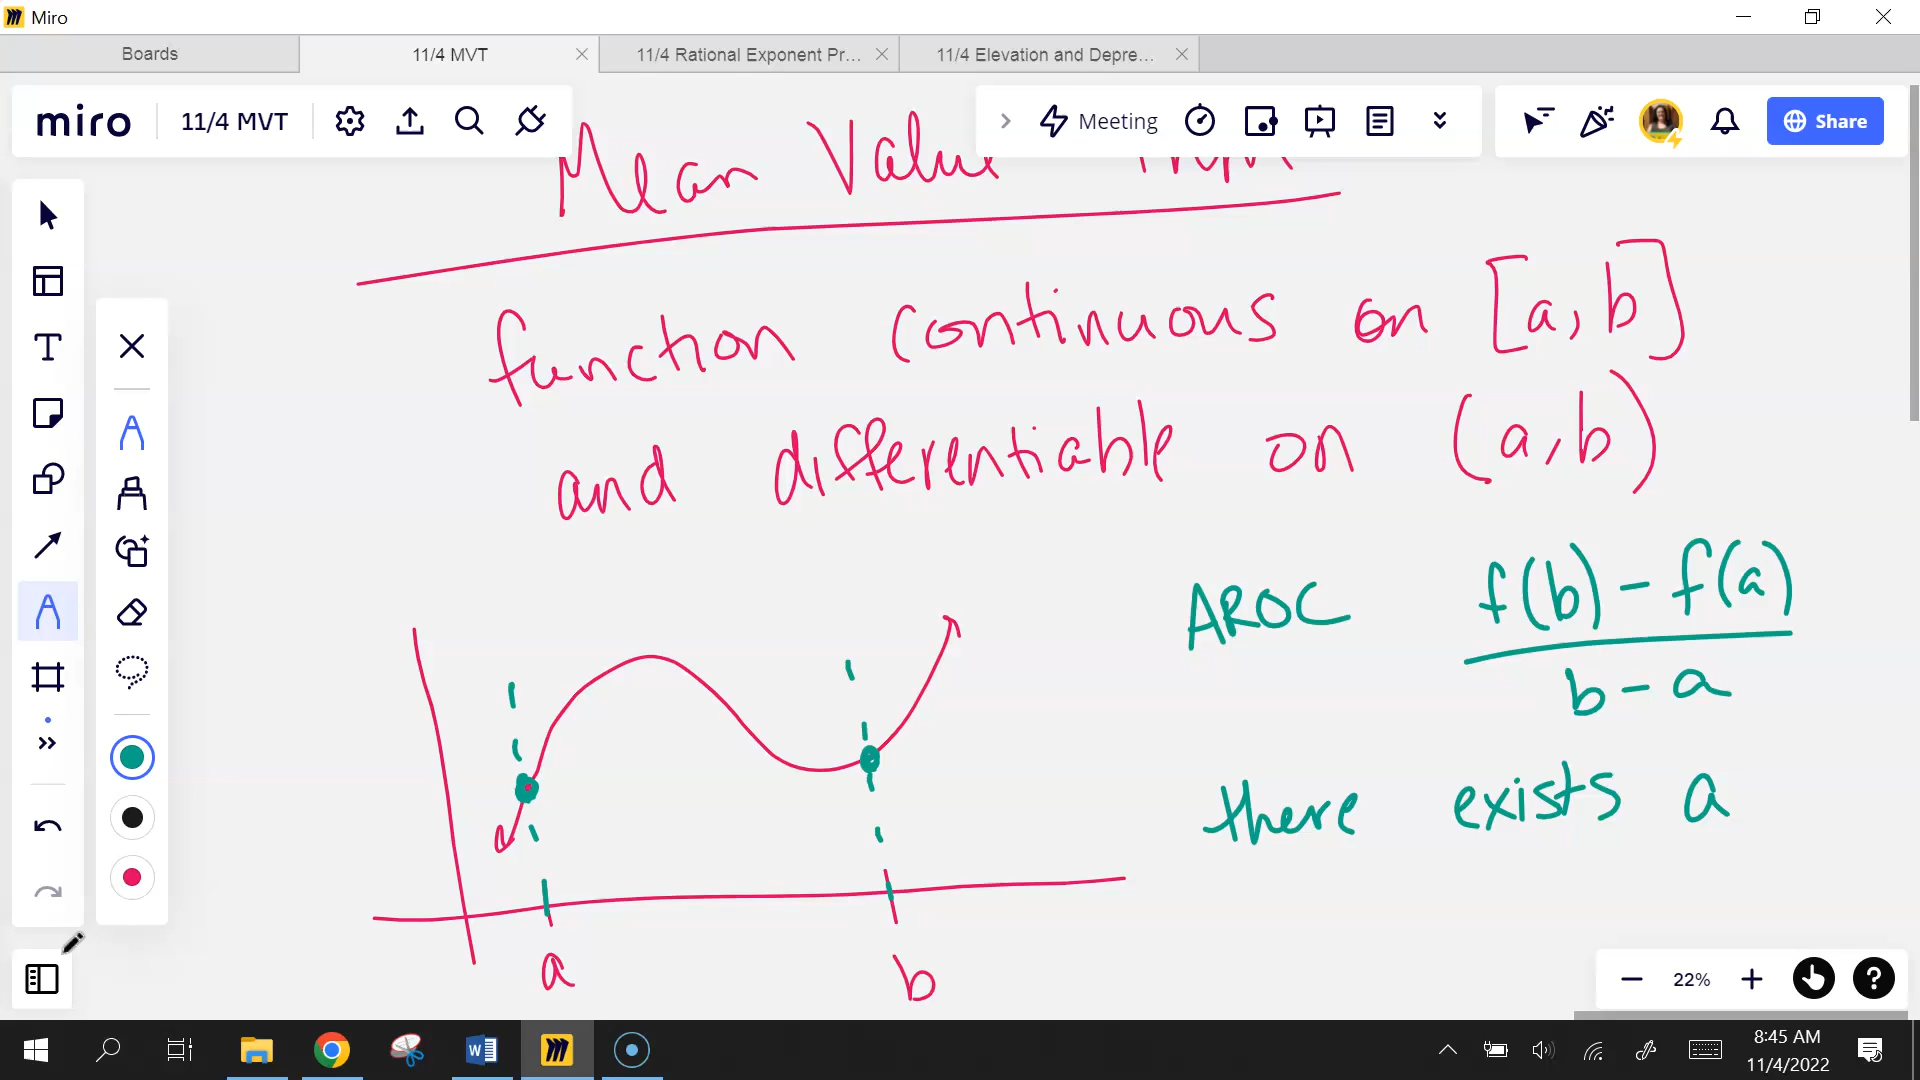 Miro
Boards
11/4 MVT
11/4 Rational Exponent Pr...
11/4 Elevation and Depre...
miro
11/4 MVT
Meeting
Share
Mean Value
function continuous on [a,b]
and differentiable on (a,b)
AROC
f(b) - f(a)
b - a
there exists a
a
b
22%
8:45 AM
11/4/2022